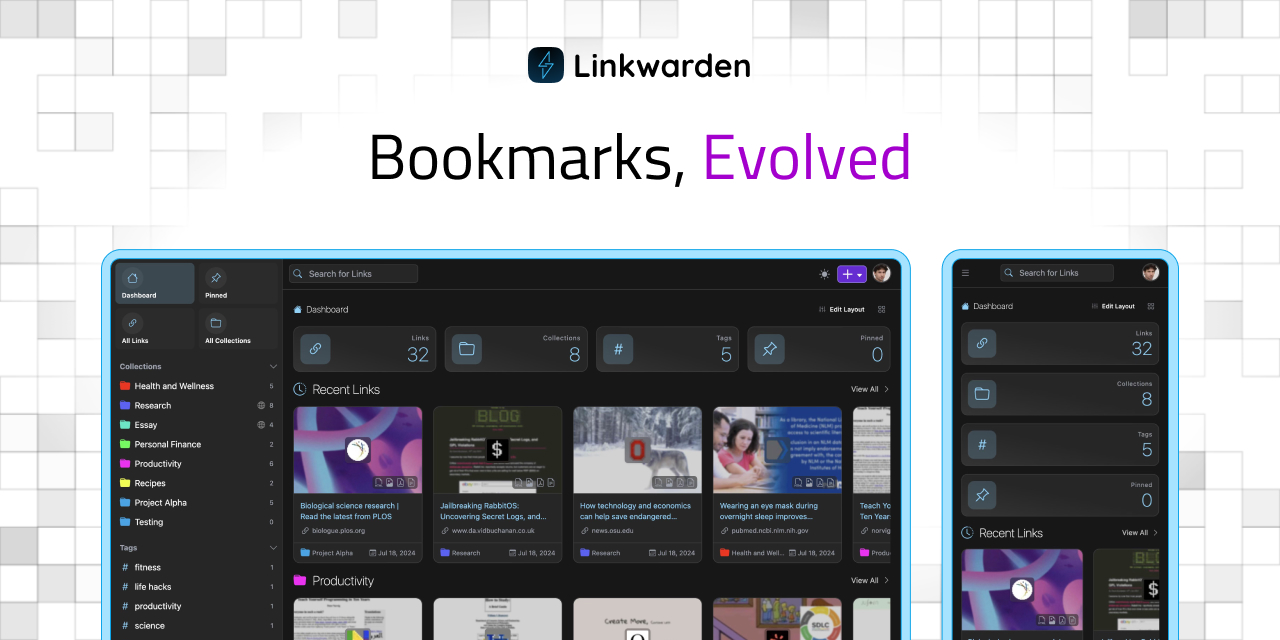 Linkwarden
Bookmarks, Evolved
Dashboard
Pinned
All Links
All Collections
Collections
Health and Wellness 5
Research 9
Essay 4
Personal Finance 2
Productivity 6
Recipes 2
Project Alpha 5
Testing 0
Tags
# fitness 1
# life hacks 1
# productivity 1
# science 1
Search for Links
Dashboard
Edit Layout
Links
32
Collections
8
#
Tags
5
Pinned
0
Recent Links
View All
BLOG
$
Biological science research |
Read the latest from PLOS
biologue.plos.org
Project Alpha Jul 18, 2024
Jailbreaking RabbitOS:
Uncovering Secret Logs, and...
www.da.vidbuchanan.co.uk
Research Jul 18, 2024
How technology and economics
can help save endangered...
news.osu.edu
Research Jul 18, 2024
Wearing an eye mask during
overnight sleep improves...
pubmed.ncbi.nlm.nih.gov
Health and Well... Jul 18, 2024
Teach Yo
Ten Year
norvig
Produ
Productivity
View All
Create More,
SDLC
Search for Links
Dashboard
Edit Layout
Links
32
Collections
8
#
Tags
5
Pinned
0
Recent Links
View All
$